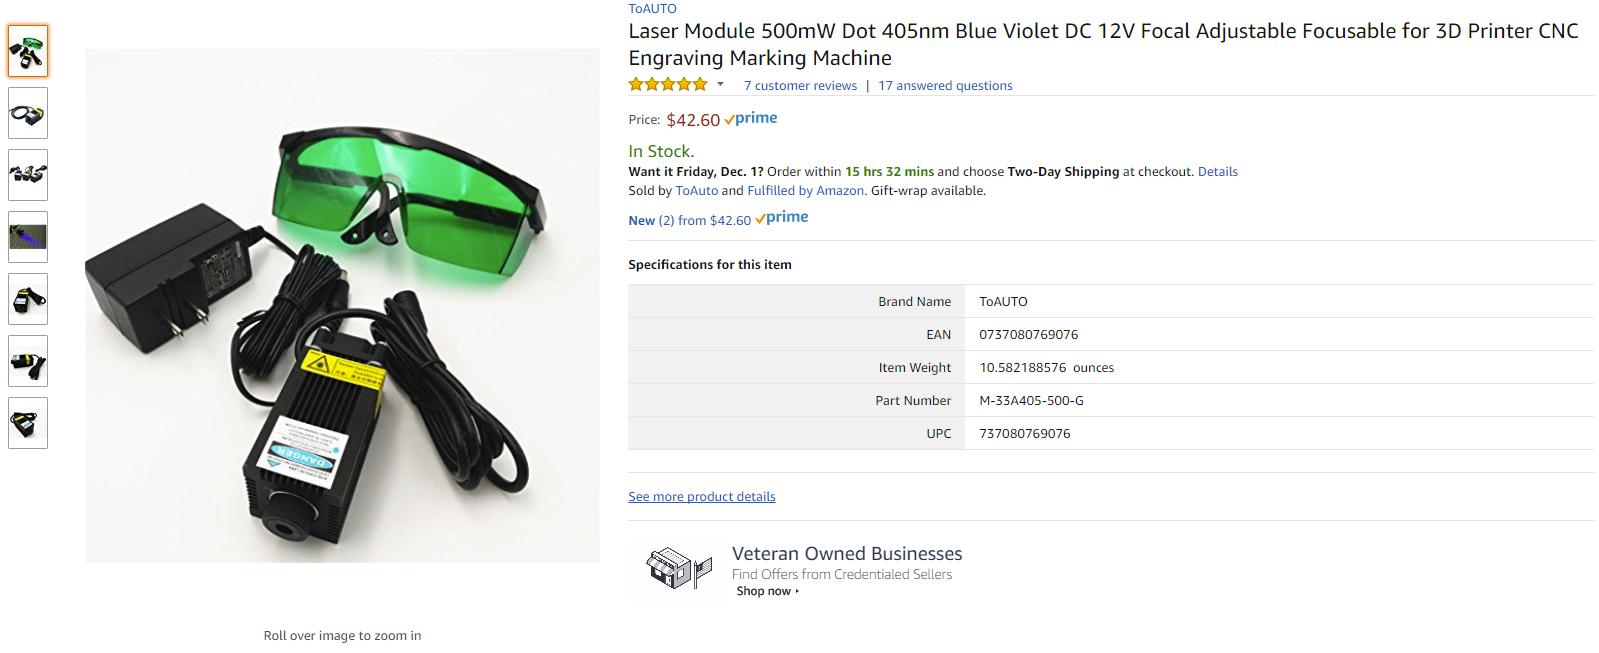 ToAUTO
Laser Module 500mW Dot 405nm Blue Violet DC 12V Focal Adjustable Focusable for 3D Printer CNC
Engraving Marking Machine
7 customer reviews | 17 answered questions
Price: $42.60 prime
In Stock.
Want it Friday, Dec. 1? Order within 15 hrs 32 mins and choose Two-Day Shipping at checkout. Details
Sold by ToAuto and Fulfilled by Amazon. Gift-wrap available.
New (2) from $42.60 prime
Specifications for this item
Brand Name ToAUTO
EAN 0737080769076
Item Weight 10.582188576 ounces
Part Number M-33A405-500-G
UPC 737080769076
See more product details
Veteran Owned Businesses
Find Offers from Credentialed Sellers
Shop now
DANGER
Roll over image to zoom in